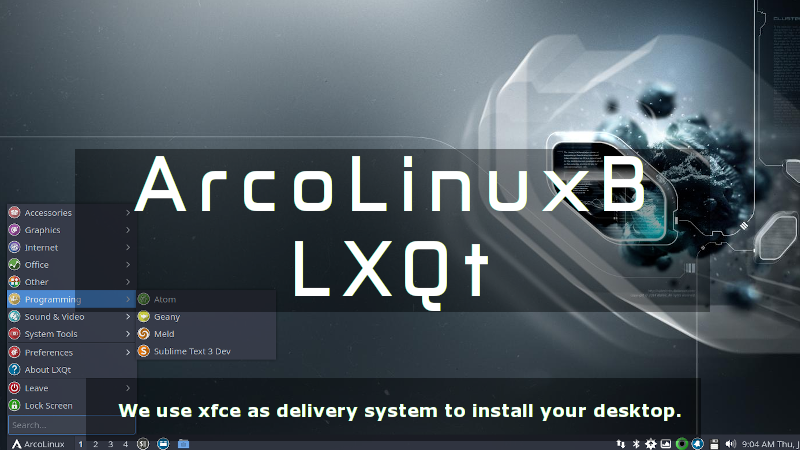 ArcoLinuxB
LXQt
Accessories
Graphics
Internet
Office
Other
Programming
Sound & Video
System Tools
Preferences
About LXQt
Leave
Lock Screen
Search...
Atom
Geany
Meld
Sublime Text 3 Dev
We use xfce as delivery system to install your desktop.
ArcoLinux 1 2 3 4 9:04 AM Thu, J